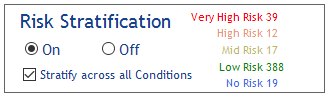 Risk Stratification
On Off
Stratify across all Conditions
Very High Risk 39
High Risk 12
Mid Risk 17
Low Risk 388
No Risk 19